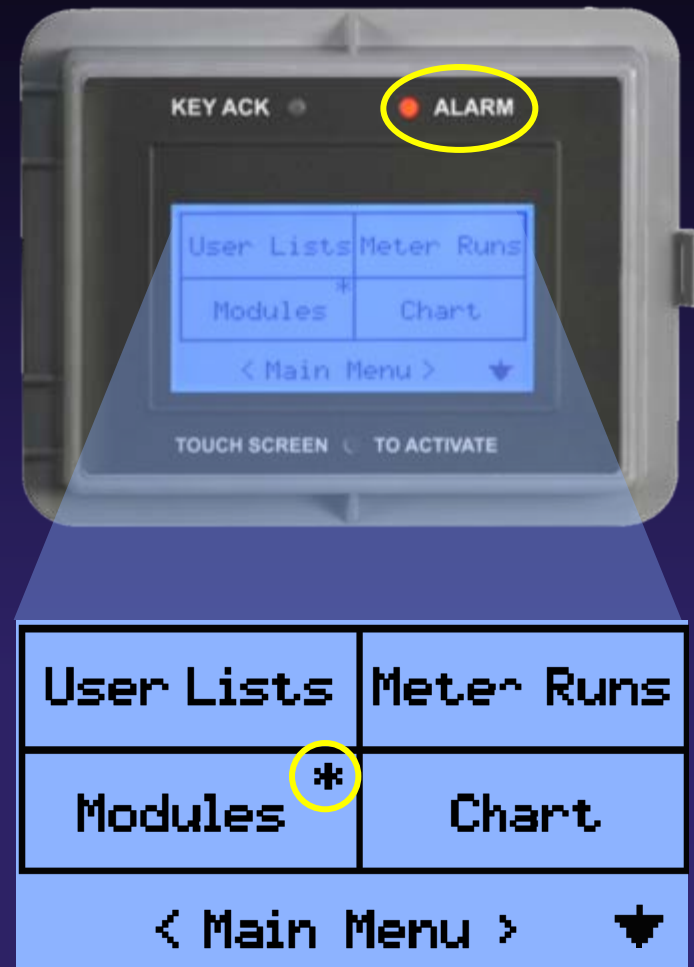 KEY ACK ALARM
User Lists Meter Runs
*
Modules Chart
< Main Menu >
TOUCH SCREEN TO ACTIVATE
User Lists Meter Runs
*
Modules Chart
< Main Menu >